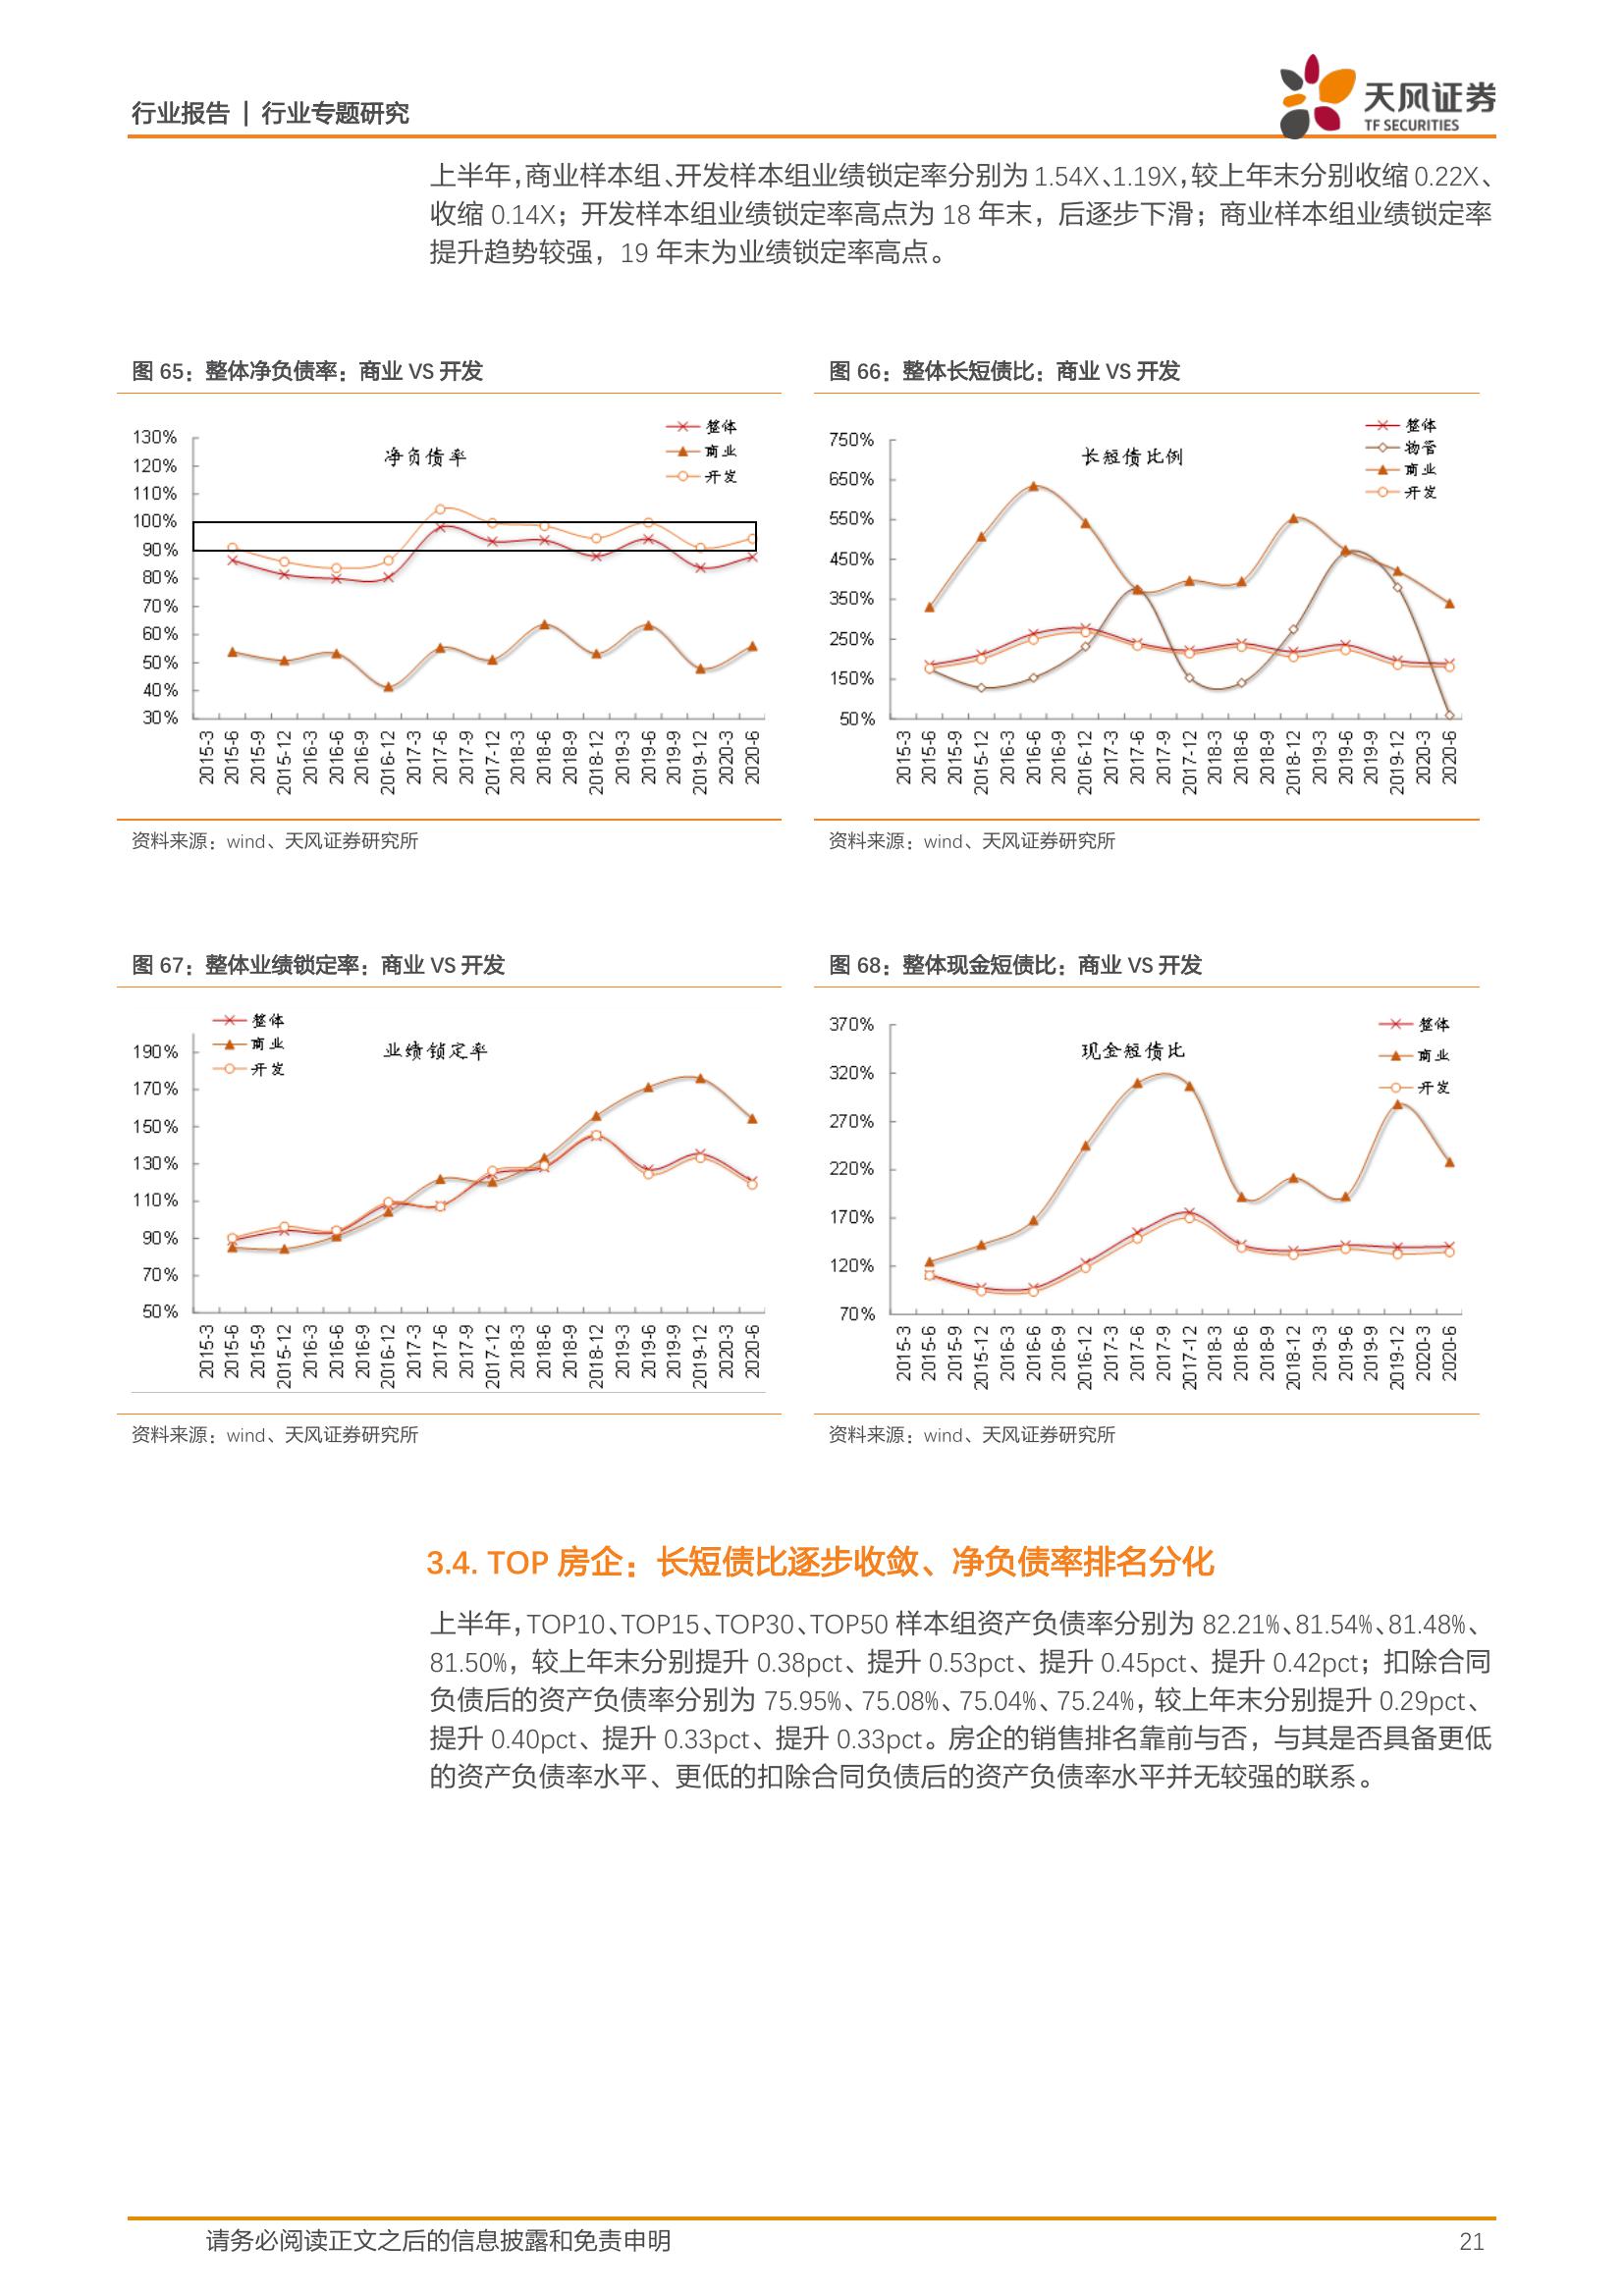 行业报告 | 行业专题研究
天风证券
TF SECURITIES
上半年,商业样本组、开发样本组业绩锁定率分别为 1.54X、1.19X,较上年末分别收缩 0.22X、
收缩 0.14X；开发样本组业绩锁定率高点为 18 年末，后逐步下滑；商业样本组业绩锁定率
提升趋势较强，19 年末为业绩锁定率高点。
图 65：整体净负债率：商业 VS 开发
净负债率
整体
商业
开发
130%
120%
110%
100%
90%
80%
70%
60%
50%
40%
30%
2015-3 2015-6 2015-9 2015-12 2016-3 2016-6 2016-9 2016-12 2017-3 2017-6 2017-9 2017-12 2018-3 2018-6 2018-9 2018-12 2019-3 2019-6 2019-9 2019-12 2020-3 2020-6
资料来源：wind、天风证券研究所
图 66：整体长短债比：商业 VS 开发
长短债比例
整体
物管
商业
开发
750%
650%
550%
450%
350%
250%
150%
50%
2015-3 2015-6 2015-9 2015-12 2016-3 2016-6 2016-9 2016-12 2017-3 2017-6 2017-9 2017-12 2018-3 2018-6 2018-9 2018-12 2019-3 2019-6 2019-9 2019-12 2020-3 2020-6
资料来源：wind、天风证券研究所
图 67：整体业绩锁定率：商业 VS 开发
整体
商业
开发
业绩锁定率
190%
170%
150%
130%
110%
90%
70%
50%
2015-3 2015-6 2015-9 2015-12 2016-3 2016-6 2016-9 2016-12 2017-3 2017-6 2017-9 2017-12 2018-3 2018-6 2018-9 2018-12 2019-3 2019-6 2019-9 2019-12 2020-3 2020-6
资料来源：wind、天风证券研究所
图 68：整体现金短债比：商业 VS 开发
现金短债比
整体
商业
开发
370%
320%
270%
220%
170%
120%
70%
2015-3 2015-6 2015-9 2015-12 2016-3 2016-6 2016-9 2016-12 2017-3 2017-6 2017-9 2017-12 2018-3 2018-6 2018-9 2018-12 2019-3 2019-6 2019-9 2019-12 2020-3 2020-6
资料来源：wind、天风证券研究所
3.4. TOP 房企：长短债比逐步收敛、净负债率排名分化
上半年,TOP10、TOP15、TOP30、TOP50 样本组资产负债率分别为 82.21%、81.54%、81.48%、
81.50%，较上年末分别提升 0.38pct、提升 0.53pct、提升 0.45pct、提升 0.42pct；扣除合同
负债后的资产负债率分别为 75.95%、75.08%、75.04%、75.24%，较上年末分别提升 0.29pct、
提升 0.40pct、提升 0.33pct、提升 0.33pct。房企的销售排名靠前与否，与其是否具备更低
的资产负债率水平、更低的扣除合同负债后的资产负债率水平并无较强的联系。
请务必阅读正文之后的信息披露和免责申明
21